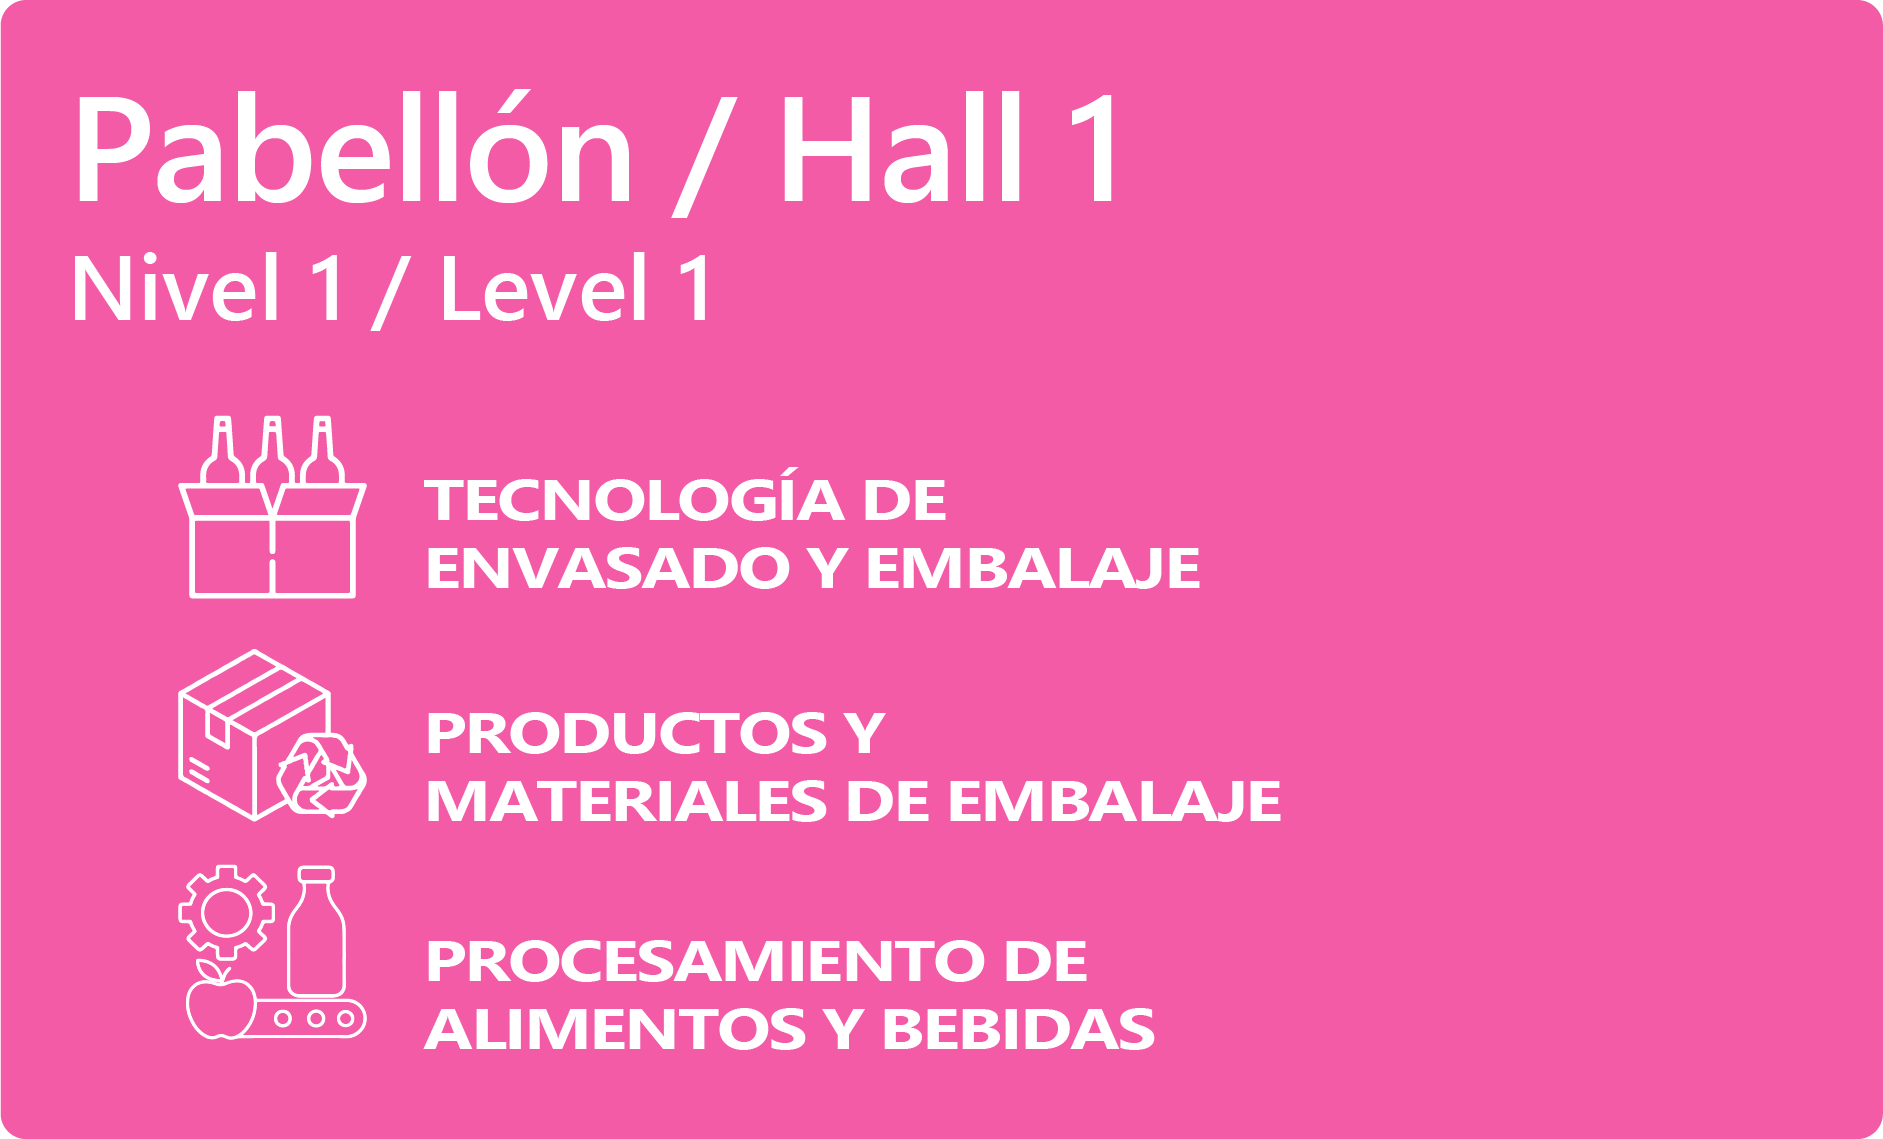 Pabellón / Hall 1
Nivel 1 / Level 1
TECNOLOGÍA DE
ENVASADO Y EMBALAJE
PRODUCTOS Y
MATERIALES DE EMBALAJE
PROCESAMIENTO DE
ALIMENTOS Y BEBIDAS